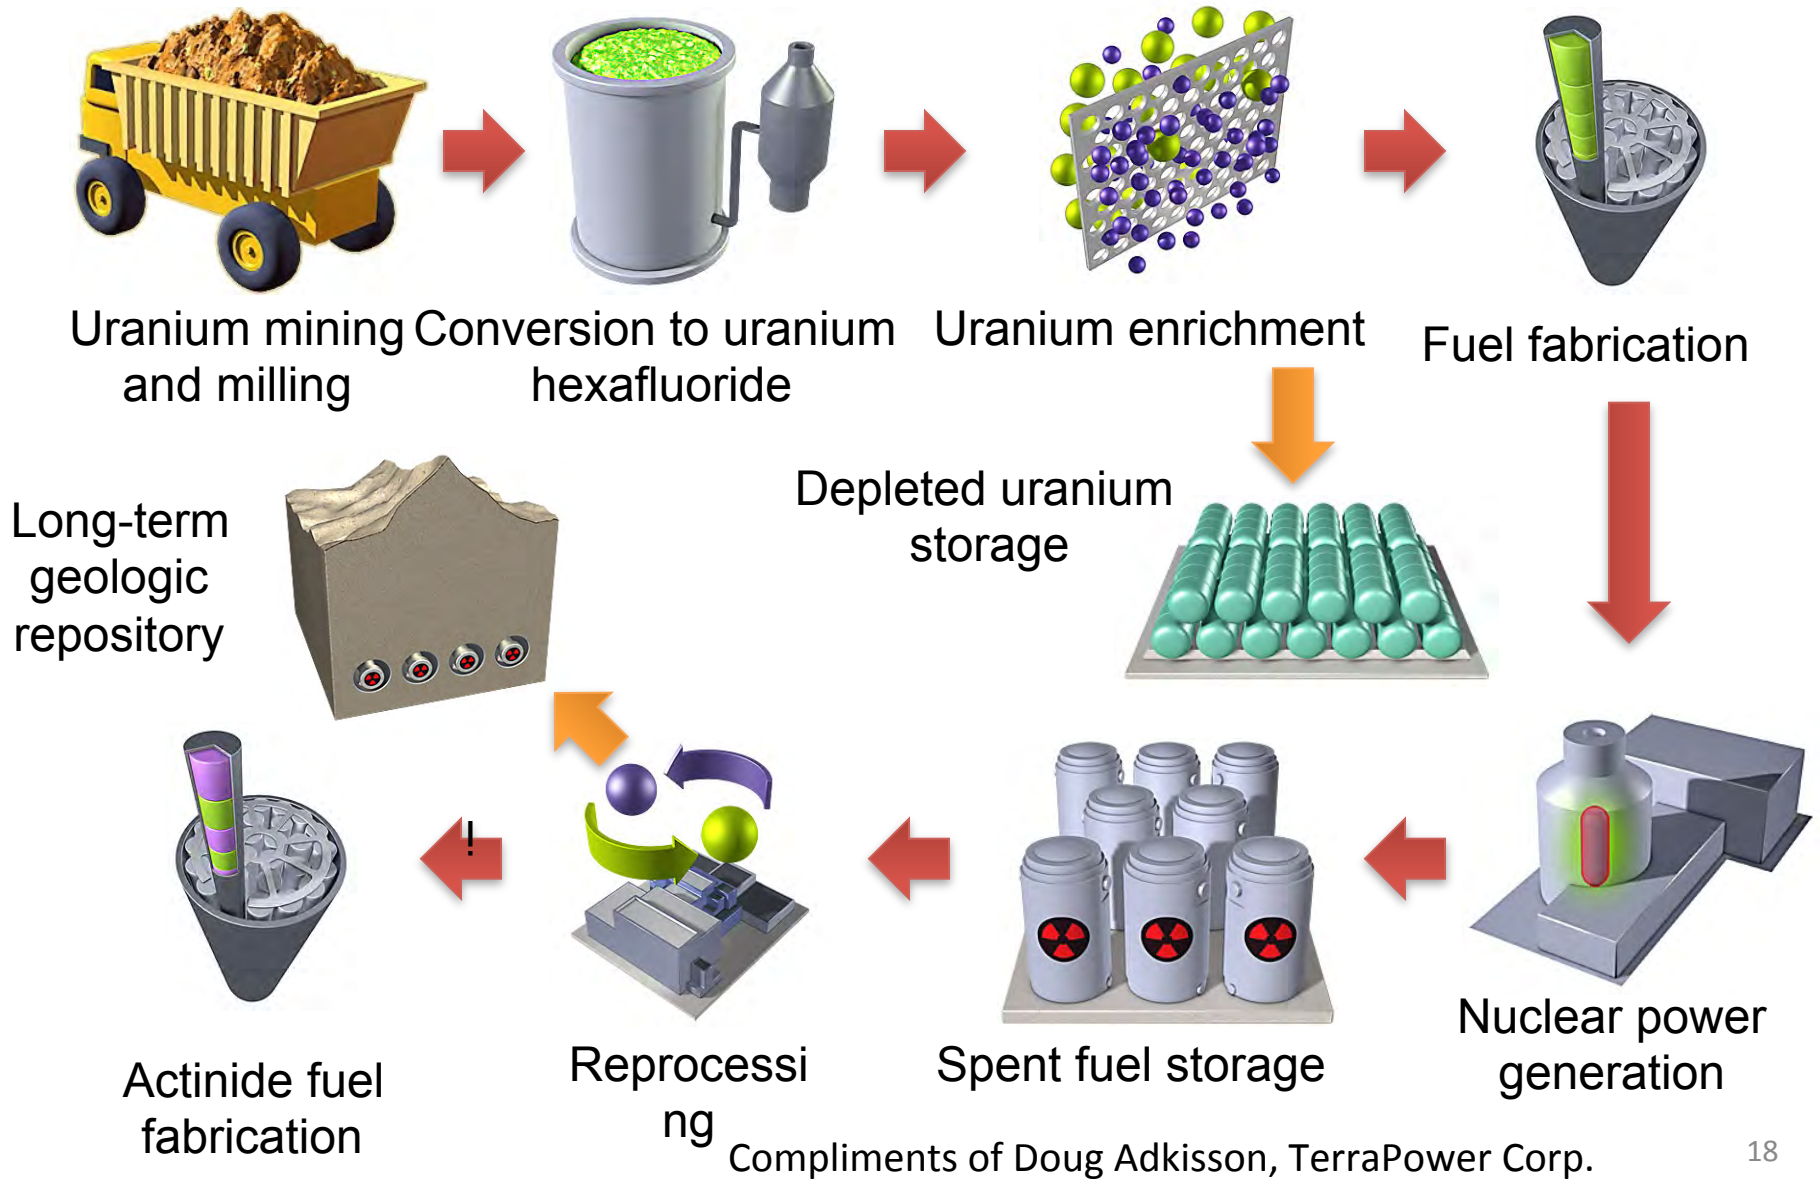 Uranium mining
and milling
Conversion to uranium
hexafluoride
Uranium enrichment
Fuel fabrication
Long-term
geologic
repository
Depleted uranium
storage
!
Actinide fuel
fabrication
Reprocessi
ng
Spent fuel storage
Nuclear power
generation
Compliments of Doug Adkisson, TerraPower Corp.
18